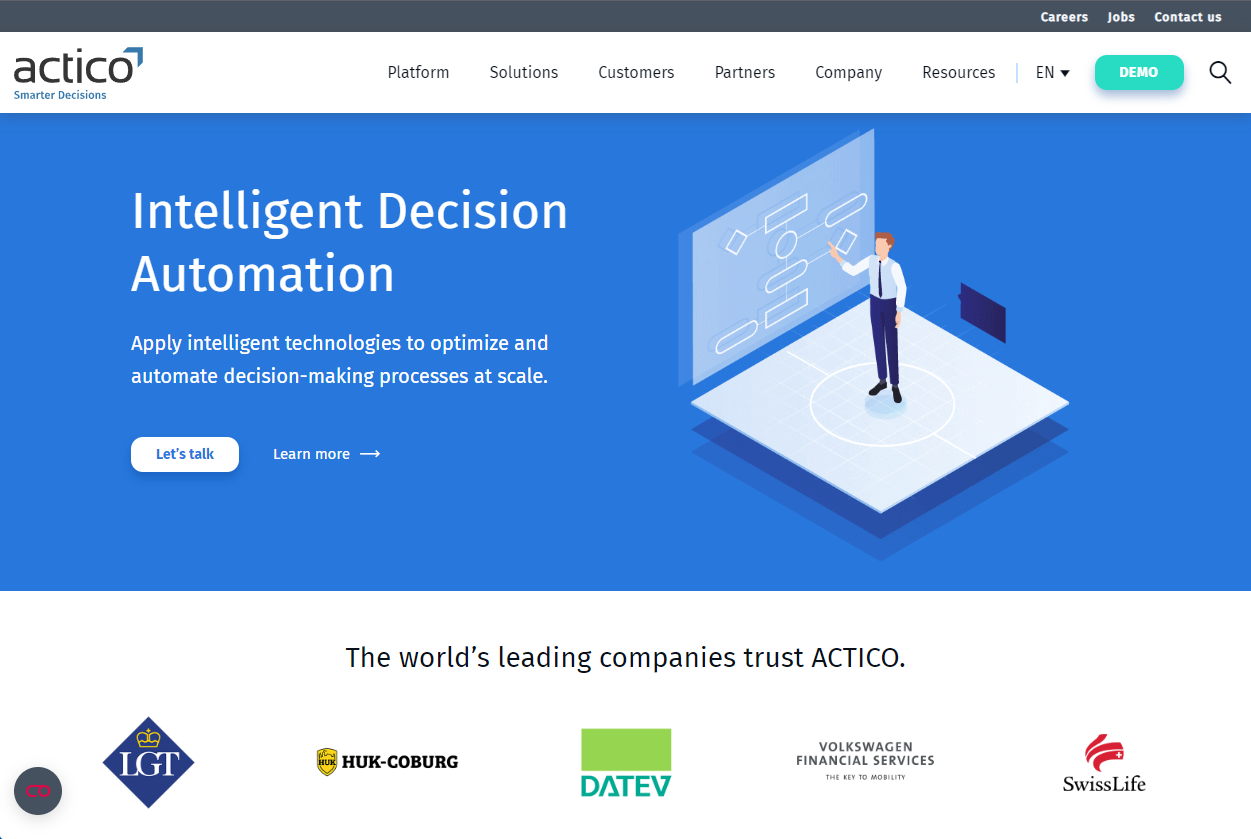 Careers Jobs Contact us
actico
Smarter Decisions
Platform Solutions Customers Partners Company Resources EN DEMO
Intelligent Decision
Automation
Apply intelligent technologies to optimize and
automate decision-making processes at scale.
Let's talk Learn more
The world's leading companies trust ACTICO.
LGT
HUK
HUK-COBURG
DATEV
VOLKSWAGEN
FINANCIAL SERVICES
THE KEY TO MOBILITY
SwissLife